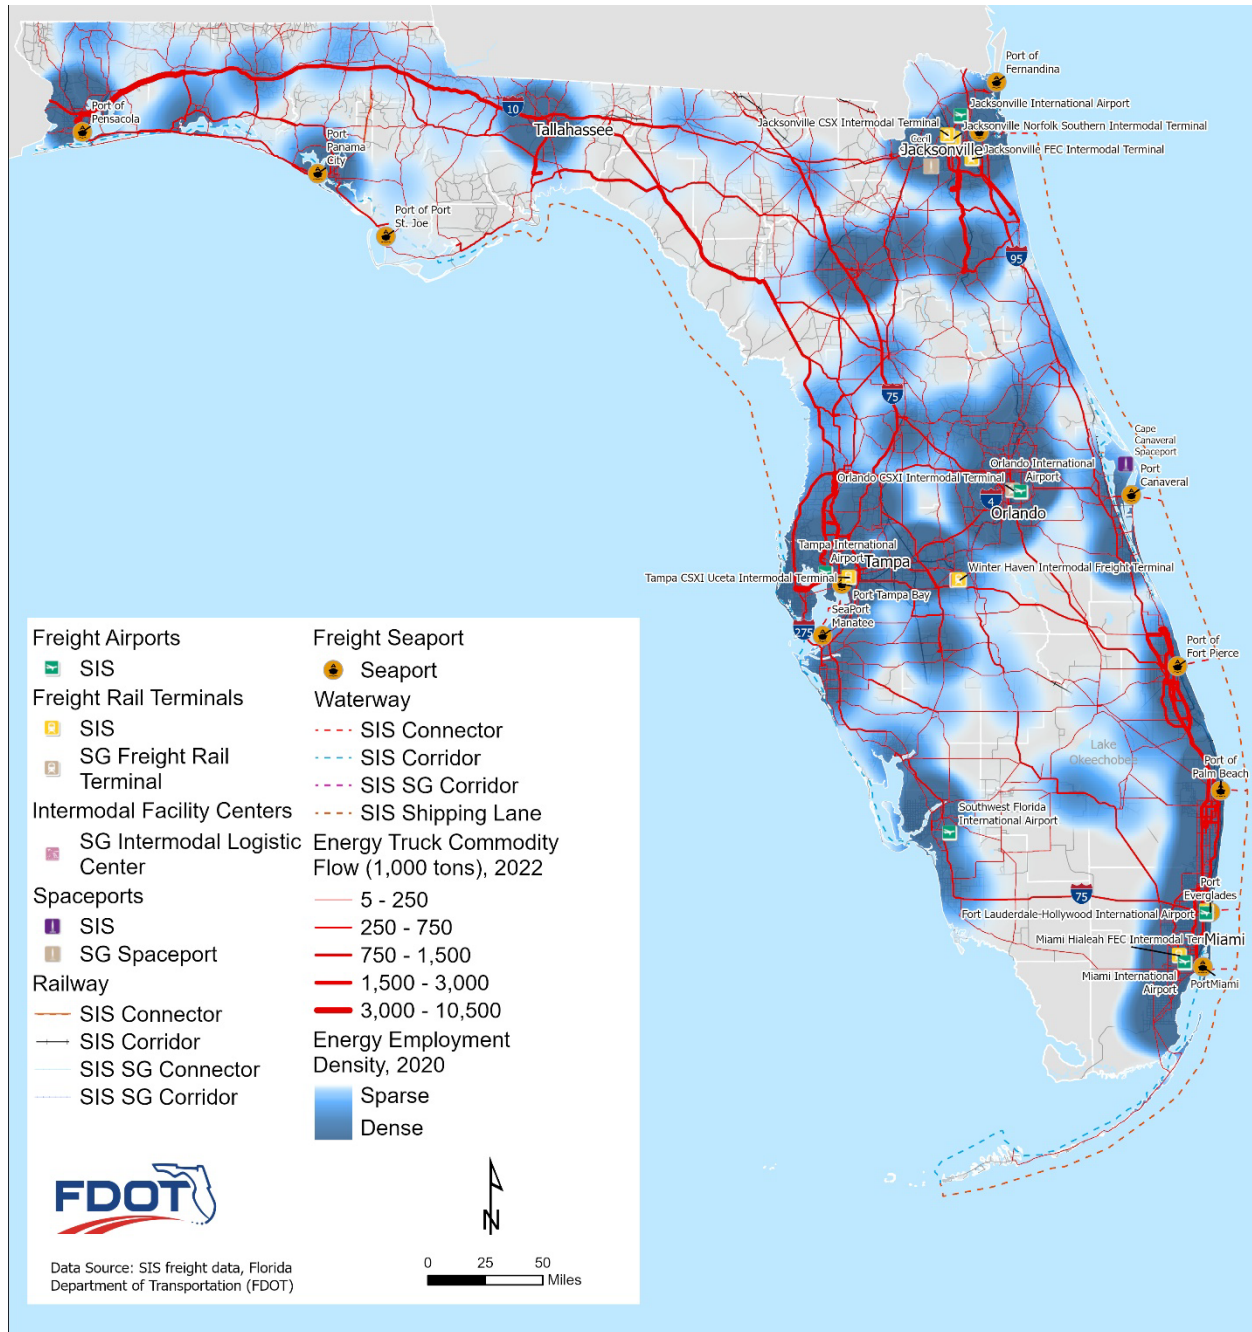 Port of
Fernandina
Jacksonville International Airport
Jacksonville CSX Intermodal Terminal
Jacksonville Norfolk Southern Intermodal Terminal
Cecil
Jacksonville
Jacksonville FEC Intermodal Terminal
Port of
Pensacola
10
Tallahassee
Port
Panama
City
Port of Port
St. Joe
95
75
Cape
Canaveral
Spaceport
Port
Canaveral
Orlando International
Airport
Orlando CSXI Intermodal Terminal
4
Orlando
Tampa International
Airport
Tampa
Tampa CSXI Uceta Intermodal Terminal
Winter Haven Intermodal Freight Terminal
Port Tampa Bay
SeaPort
Manatee
275
Port of
Fort Pierce
Lake
Okeechobee
Port of
Palm Beach
Southwest Florida
International Airport
75
Port
Everglades
Fort Lauderdale-Hollywood International Airport
Miami Hialeah FEC Intermodal Ter
Miami
Miami International
Airport
PortMiami
Freight Airports
SIS
Freight Rail Terminals
SIS
SG Freight Rail
Terminal
Intermodal Facility Centers
SG Intermodal Logistic
Center
Spaceports
SIS
SG Spaceport
Railway
SIS Connector
SIS Corridor
SIS SG Connector
SIS SG Corridor
Freight Seaport
Seaport
Waterway
SIS Connector
SIS Corridor
SIS SG Corridor
SIS Shipping Lane
Energy Truck Commodity
Flow (1,000 tons), 2022
5 - 250
250 - 750
750 - 1,500
1,500 - 3,000
3,000 - 10,500
Energy Employment
Density, 2020
Sparse
Dense
FDOT
N
Data Source: SIS freight data, Florida
Department of Transportation (FDOT)
0 25 50
Miles